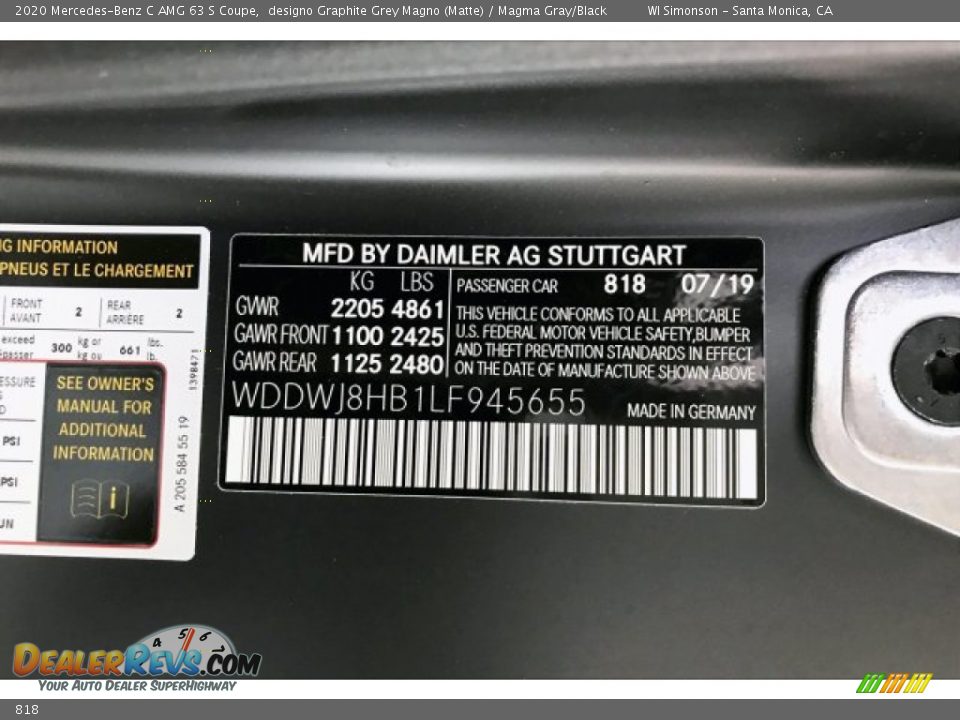 2020 Mercedes-Benz C AMG 63 S Coupe, designo Graphite Grey Magno (Matte) / Magma Gray/Black WI Simonson - Santa Monica, CA
NG INFORMATION
PNEUS ET LE CHARGEMENT
FRONT
AVANT
2
REAR
ARRIÈRE
2
exceed
300
kg or
kg ou
661
lbs.
lb.
SEE OWNER'S
MANUAL FOR
ADDITIONAL
INFORMATION
PSI
PSI
A 205 584 55 19
1398471
MFD BY DAIMLER AG STUTTGART
KG LBS
GVWR 2205 4861
GAWR FRONT 1100 2425
GAWR REAR 1125 2480
PASSENGER CAR 818 07/19
THIS VEHICLE CONFORMS TO ALL APPLICABLE
U.S. FEDERAL MOTOR VEHICLE SAFETY,BUMPER
AND THEFT PREVENTION STANDARDS IN EFFECT
ON THE DATE OF MANUFACTURE SHOWN ABOVE
WDDWJ8HB1LF945655
MADE IN GERMANY
4 5 6
DealerRevs.com
Your Auto Dealer SuperHighway
818